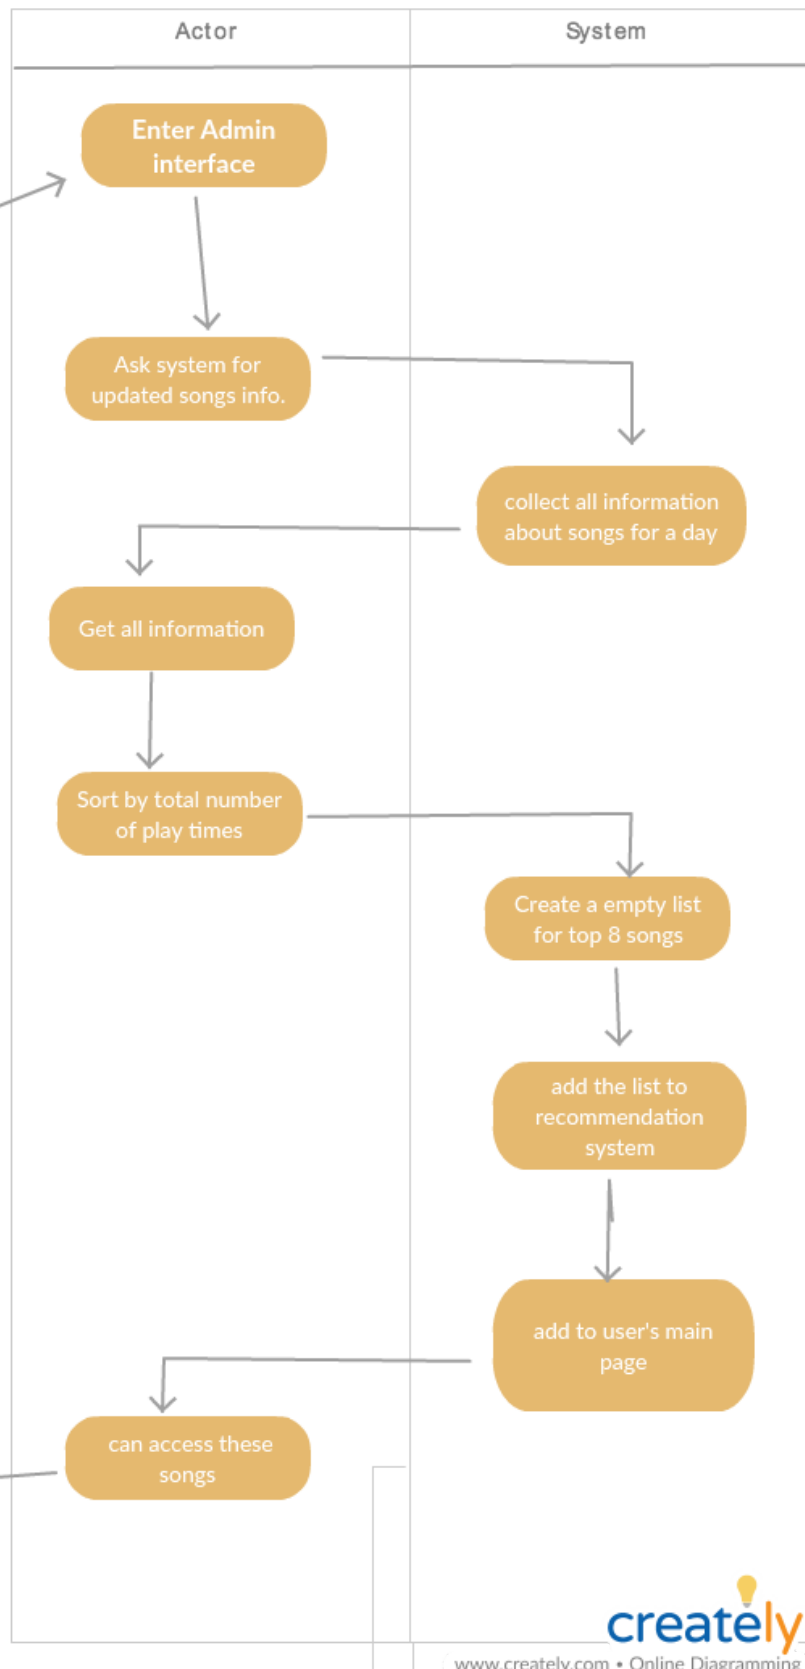 Actor
System
Enter Admin
interface
Ask system for
updated songs info.
collect all information
about songs for a day
Get all information
Sort by total number
of play times
Create a empty list
for top 8 songs
add the list to
recommendation
system
add to user's main
page
can access these
songs
creately
www.creately.com • Online Diagramming